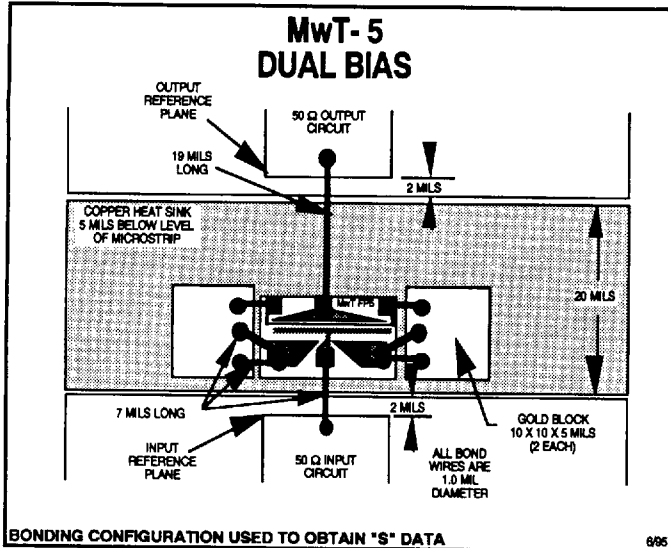 MwT- 5
DUAL BIAS
OUTPUT
REFERENCE
PLANE
50 Ω OUTPUT
CIRCUIT
19 MILS
LONG
2 MILS
COPPER HEAT SINK
5 MILS BELOW LEVEL
OF MICROSTRIP
MwT FP5
20 MILS
7 MILS LONG
2 MILS
INPUT
REFERENCE
PLANE
50 Ω INPUT
CIRCUIT
ALL BOND
WIRES ARE
1.0 MIL
DIAMETER
GOLD BLOCK
10 X 10 X 5 MILS
(2 EACH)
BONDING CONFIGURATION USED TO OBTAIN "S" DATA
6/95